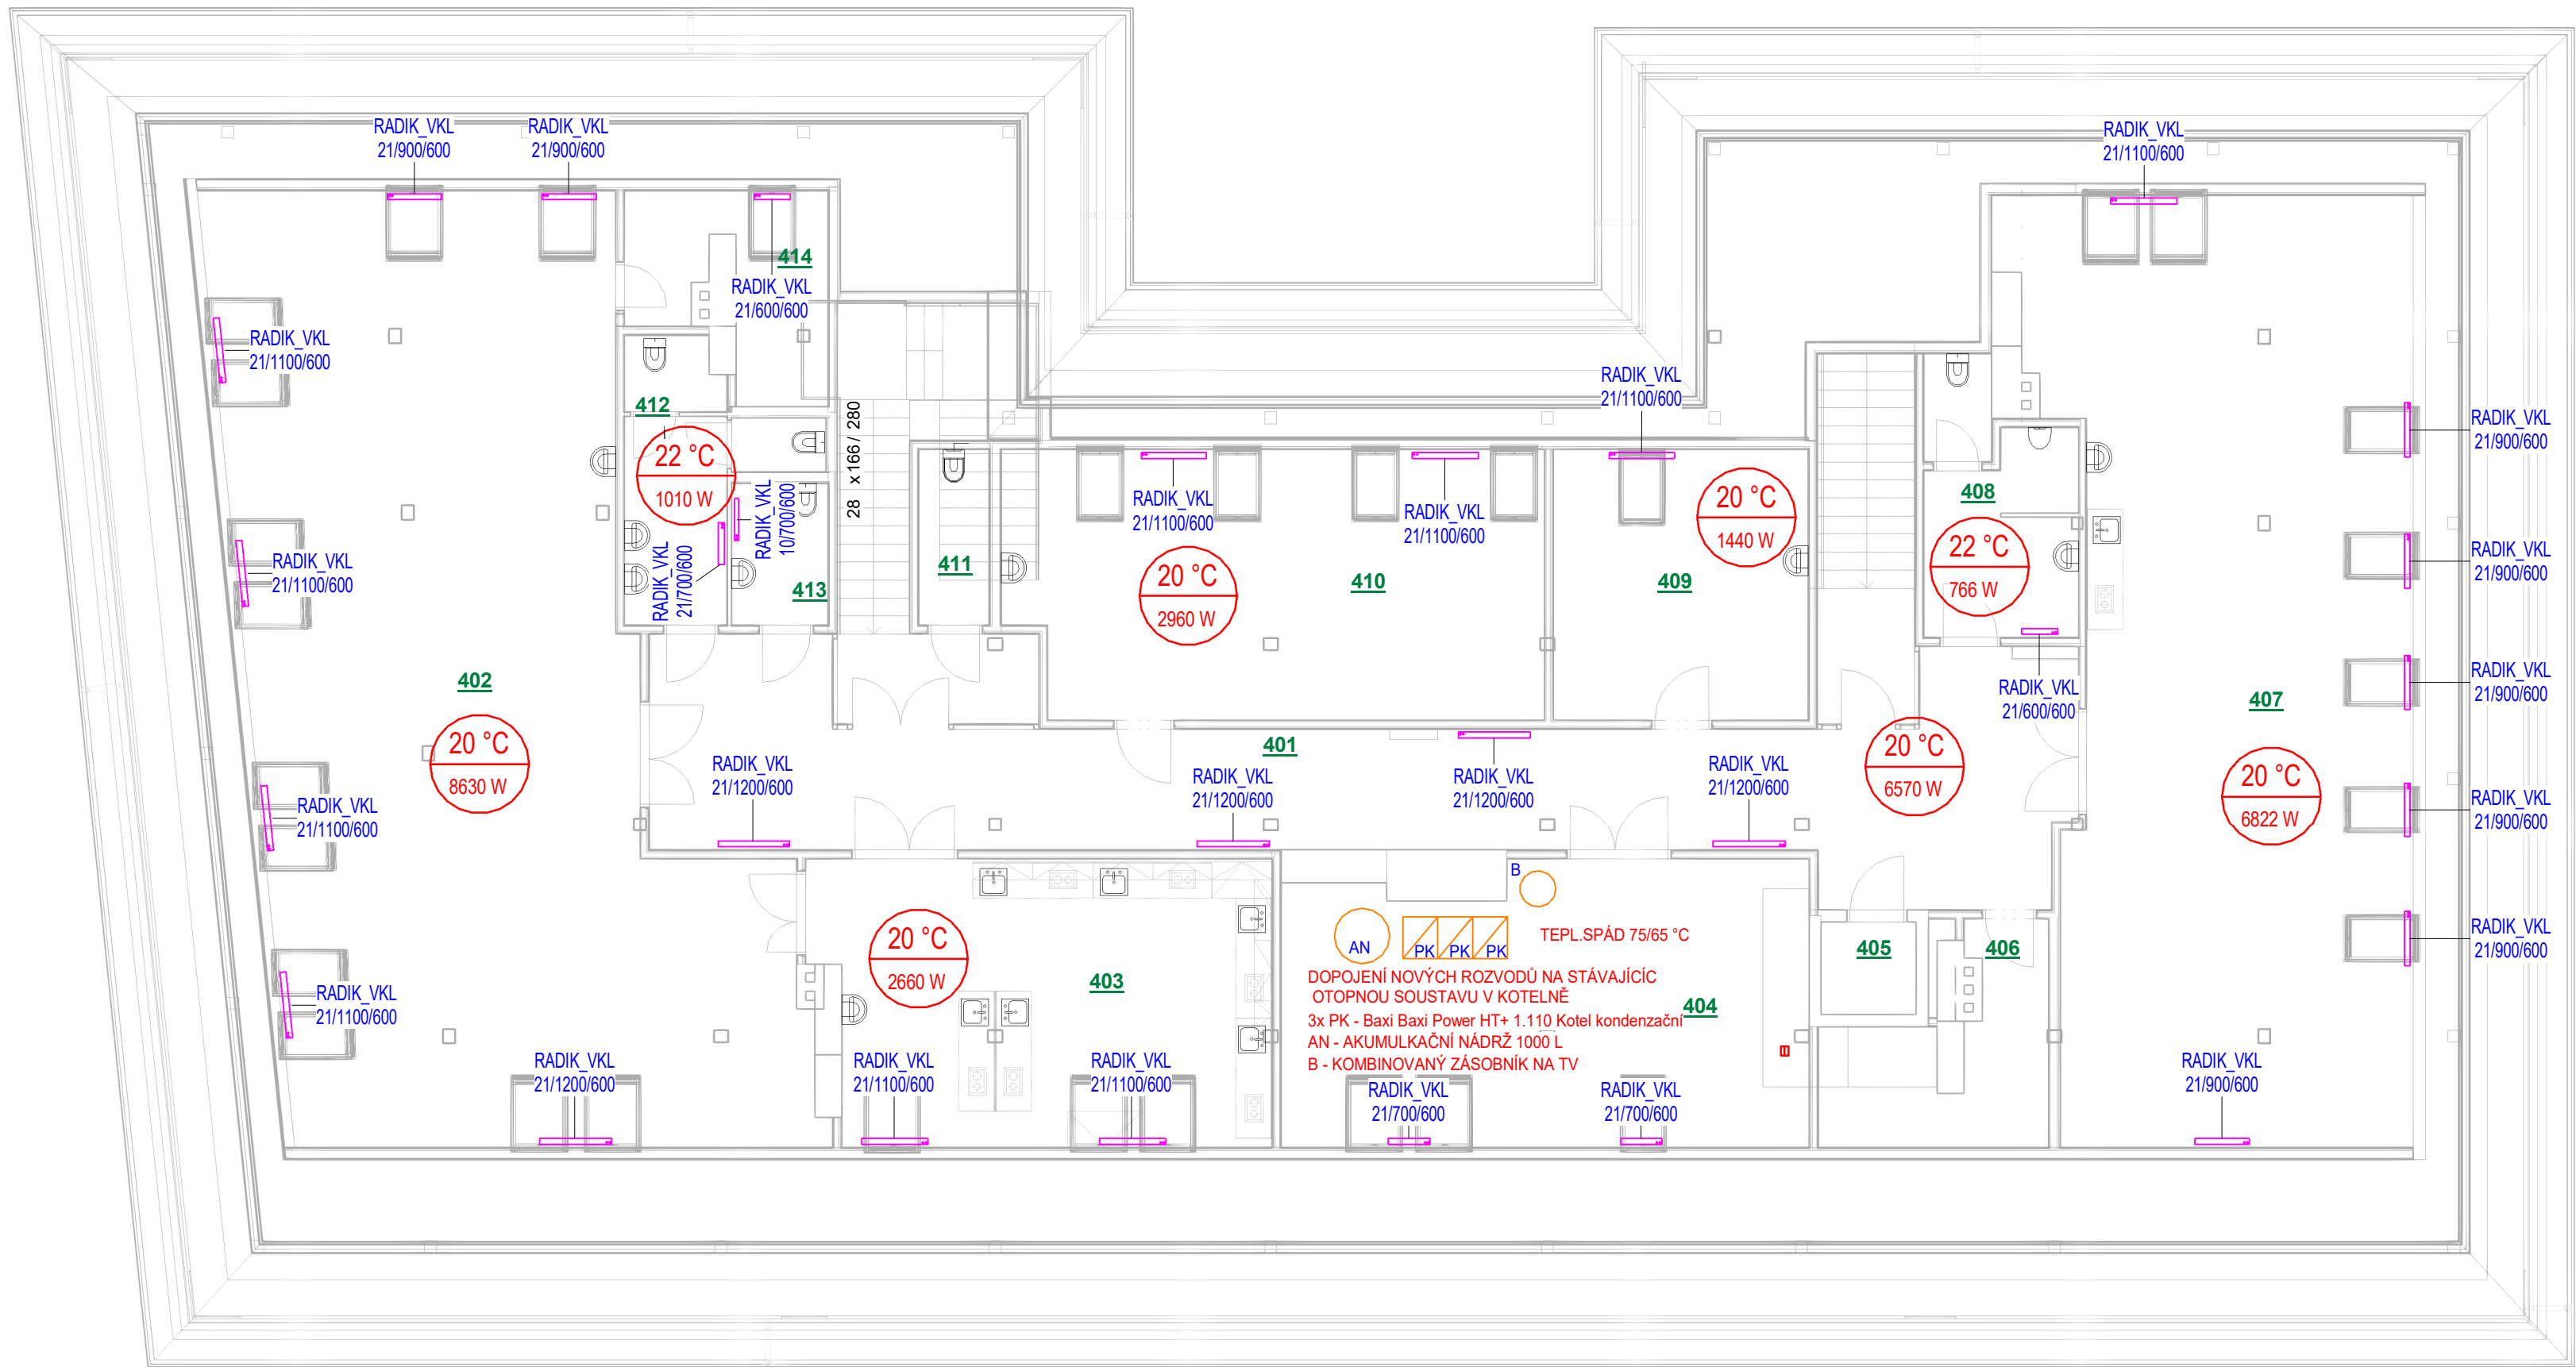 RADIK_VKL
21/900/600
RADIK_VKL
21/900/600
RADIK_VKL
21/1100/600
414
RADIK_VKL
21/600/600
RADIK_VKL
21/1100/600
RADIK_VKL
21/1100/600
412
22 °C
1010 W
RADIK_VKL
10/700/600
RADIK_VKL
21/700/600
413
28 x166 / 280
411
RADIK_VKL
21/1100/600
RADIK_VKL
21/1100/600
20 °C
2960 W
410
RADIK_VKL
21/1100/600
20 °C
1440 W
409
408
22 °C
766 W
RADIK_VKL
21/600/600
RADIK_VKL
21/900/600
RADIK_VKL
21/900/600
RADIK_VKL
21/900/600
RADIK_VKL
21/900/600
RADIK_VKL
21/900/600
407
20 °C
6822 W
RADIK_VKL
21/1100/600
402
20 °C
8630 W
RADIK_VKL
21/1200/600
401
RADIK_VKL
21/1200/600
RADIK_VKL
21/1200/600
RADIK_VKL
21/1200/600
20 °C
6570 W
RADIK_VKL
21/1100/600
RADIK_VKL
21/1100/600
20 °C
2660 W
403
B
AN
PK
PK
PK
TEPL.SPÁD 75/65 °C
DOPOJENÍ NOVÝCH ROZVODŮ NA STÁVAJÍCÍC
OTOPNOU SOUSTAVU V KOTELNĚ
3x PK - Baxi Baxi Power HT+ 1.110 Kotel kondenzační
AN - AKUMULKAČNÍ NÁDRŽ 1000 L
B - KOMBINOVANÝ ZÁSOBNÍK NA TV
404
405
406
RADIK_VKL
21/1200/600
RADIK_VKL
21/1100/600
RADIK_VKL
21/1100/600
RADIK_VKL
21/700/600
RADIK_VKL
21/700/600
RADIK_VKL
21/900/600